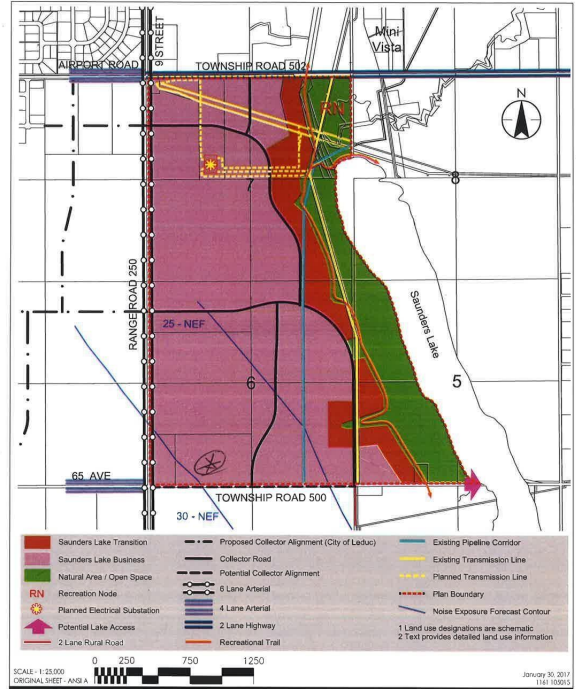 9 STREET
Mini
Vista
AIRPORT ROAD
TOWNSHIP ROAD 502
RN
N
7
8
RANGE ROAD 250
25 - NEF
Saunders Lake
6
5
65 AVE
TOWNSHIP ROAD 500
30 - NEF
Saunders Lake Transition
Saunders Lake Business
Natural Area / Open Space
RN Recreation Node
Planned Electrical Substation
Potential Lake Access
2 Lane Rural Road
Proposed Collector Alignment (City of Leduc)
Collector Road
Potential Collector Alignment
6 Lane Arterial
4 Lane Arterial
2 Lane Highway
Recreational Trail
Existing Pipeline Corridor
Existing Transmission Line
Planned Transmission Line
Plan Boundary
Noise Exposure Forecast Contour
1 Land use designations are schematic
2 Text provides detailed land use information
SCALE - 1: 25,000
ORIGINAL SHEET - ANSI A
0 250 500 750 1250
January 30, 2017
1161 105015